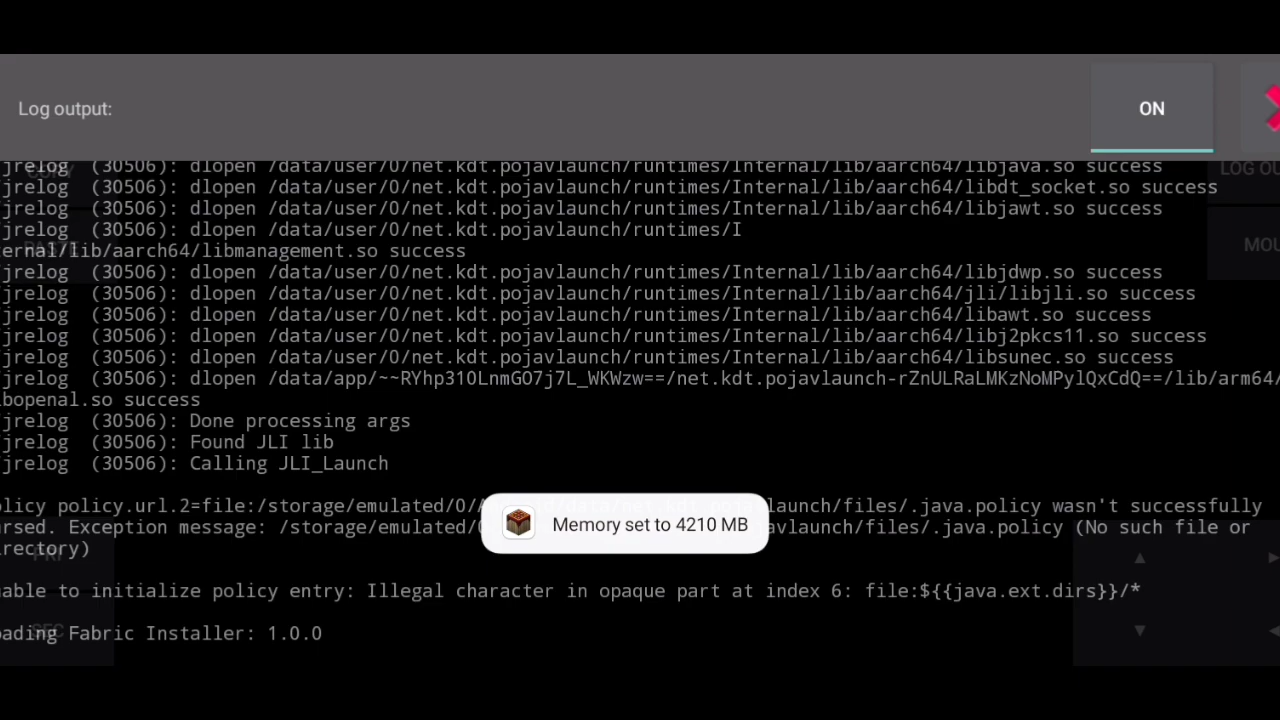 Log output:
ON
jrelog (30506): dlopen /data/user/0/net.kdt.pojavlaunch/runtimes/Internal/lib/aarch64/libjava.so success
jrelog (30506): dlopen /data/user/0/net.kdt.pojavlaunch/runtimes/Internal/lib/aarch64/libdt_socket.so success
jrelog (30506): dlopen /data/user/0/net.kdt.pojavlaunch/runtimes/Internal/lib/aarch64/libjawt.so success
jrelog (30506): dlopen /data/user/0/net.kdt.pojavlaunch/runtimes/I
ernal/lib/aarch64/libmanagement.so success
jrelog (30506): dlopen /data/user/0/net.kdt.pojavlaunch/runtimes/Internal/lib/aarch64/libjdwp.so success
jrelog (30506): dlopen /data/user/0/net.kdt.pojavlaunch/runtimes/Internal/lib/aarch64/jli/libjli.so success
jrelog (30506): dlopen /data/user/0/net.kdt.pojavlaunch/runtimes/Internal/lib/aarch64/libawt.so success
jrelog (30506): dlopen /data/user/0/net.kdt.pojavlaunch/runtimes/Internal/lib/aarch64/libj2pkcs11.so success
jrelog (30506): dlopen /data/user/0/net.kdt.pojavlaunch/runtimes/Internal/lib/aarch64/libsunec.so success
jrelog (30506): dlopen /data/app/~~RYhp31OLnmGO7j7L_WKWzw==/net.kdt.pojavlaunch-rZnULRaLMKzNoMPylQxCdQ==/lib/arm64/
bopenal.so success
jrelog (30506): Done processing args
jrelog (30506): Found JLI lib
jrelog (30506): Calling JLI_Launch
olicy policy.url.2=file:/storage/emulated/0/ launch/files/.java.policy wasn't successfully
arsed. Exception message: /storage/emulated/ avlaunch/files/.java.policy (No such file or
irectory)
Memory set to 4210 MB
nable to initialize policy entry: Illegal character in opaque part at index 6: file:${{java.ext.dirs}}/*
oading Fabric Installer: 1.0.0
COPY
PASTE
PRI
SEC
LOG OU
MOU